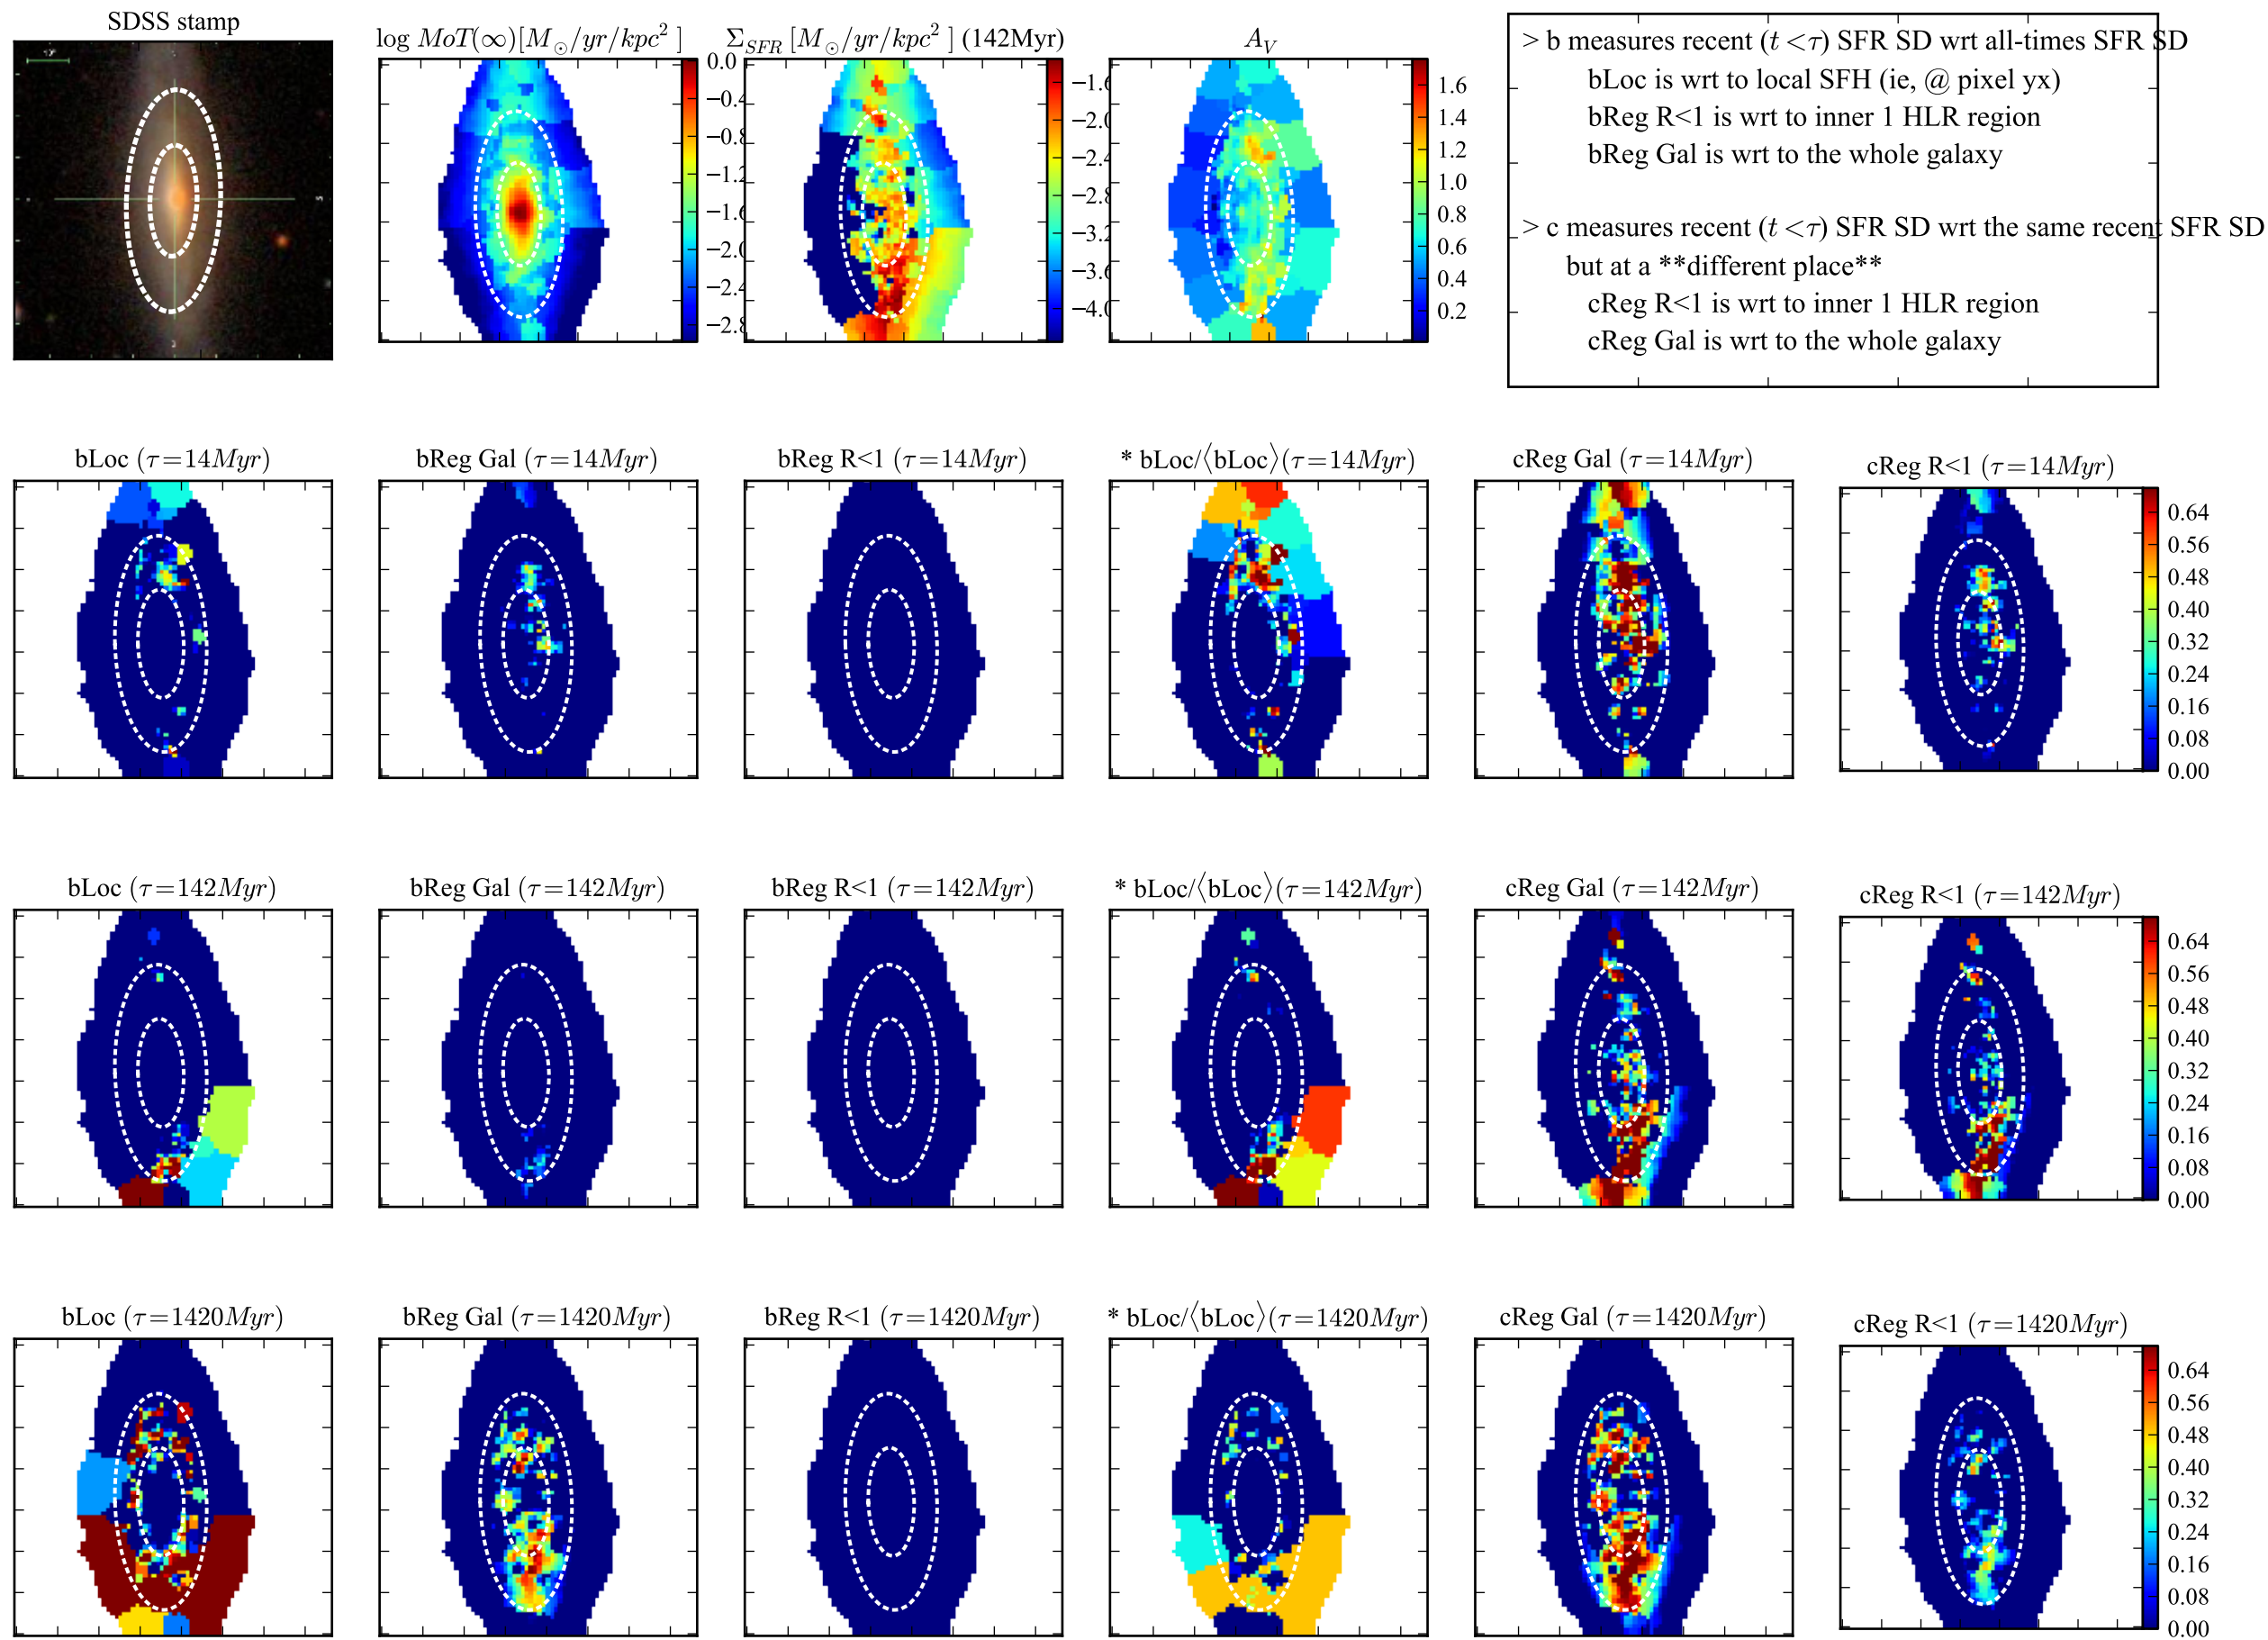 SDSS stamp
log MoT(∞)[M⊙/yr/kpc² ]
Σ_SFR [M⊙/yr/kpc² ] (142Myr)
A_V
0.0
−0.4
−0.8
−1.2
−1.6
−2.0
−2.4
−2.8
−1.6
−2.0
−2.4
−2.8
−3.2
−3.6
−4.0
1.6
1.4
1.2
1.0
0.8
0.6
0.4
0.2
> b measures recent (t <τ) SFR SD wrt all-times SFR SD
bLoc is wrt to local SFH (ie, @ pixel yx)
bReg R<1 is wrt to inner 1 HLR region
bReg Gal is wrt to the whole galaxy
> c measures recent (t <τ) SFR SD wrt the same recent SFR SD
but at a **different place**
cReg R<1 is wrt to inner 1 HLR region
cReg Gal is wrt to the whole galaxy
bLoc (τ=14Myr)
bReg Gal (τ=14Myr)
bReg R<1 (τ=14Myr)
* bLoc/⟨bLoc⟩(τ=14Myr)
cReg Gal (τ=14Myr)
cReg R<1 (τ=14Myr)
0.64
0.56
0.48
0.40
0.32
0.24
0.16
0.08
0.00
bLoc (τ=142Myr)
bReg Gal (τ=142Myr)
bReg R<1 (τ=142Myr)
* bLoc/⟨bLoc⟩(τ=142Myr)
cReg Gal (τ=142Myr)
cReg R<1 (τ=142Myr)
0.64
0.56
0.48
0.40
0.32
0.24
0.16
0.08
0.00
bLoc (τ=1420Myr)
bReg Gal (τ=1420Myr)
bReg R<1 (τ=1420Myr)
* bLoc/⟨bLoc⟩(τ=1420Myr)
cReg Gal (τ=1420Myr)
cReg R<1 (τ=1420Myr)
0.64
0.56
0.48
0.40
0.32
0.24
0.16
0.08
0.00